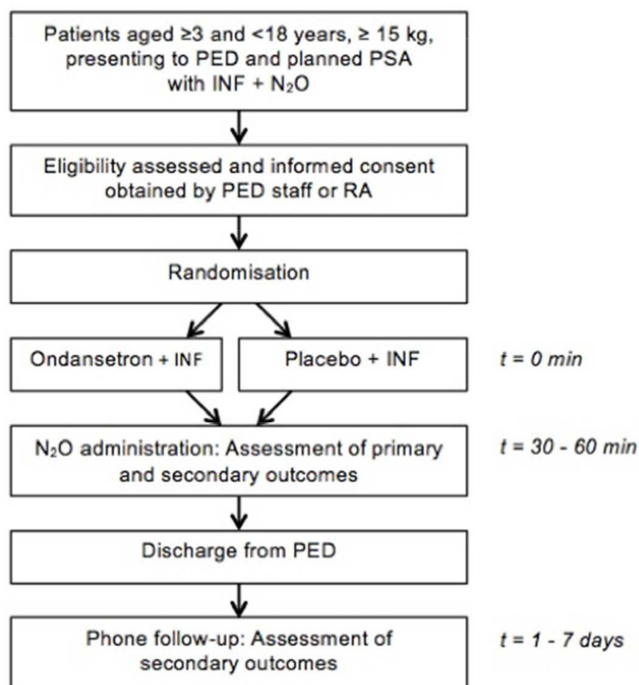 Patients aged ≥3 and <18 years, ≥ 15 kg,
presenting to PED and planned PSA
with INF + N₂O
Eligibility assessed and informed consent
obtained by PED staff or RA
Randomisation
Ondansetron + INF
Placebo + INF
t = 0 min
N₂O administration: Assessment of primary
and secondary outcomes
t = 30 - 60 min
Discharge from PED
Phone follow-up: Assessment of
secondary outcomes
t = 1 - 7 days